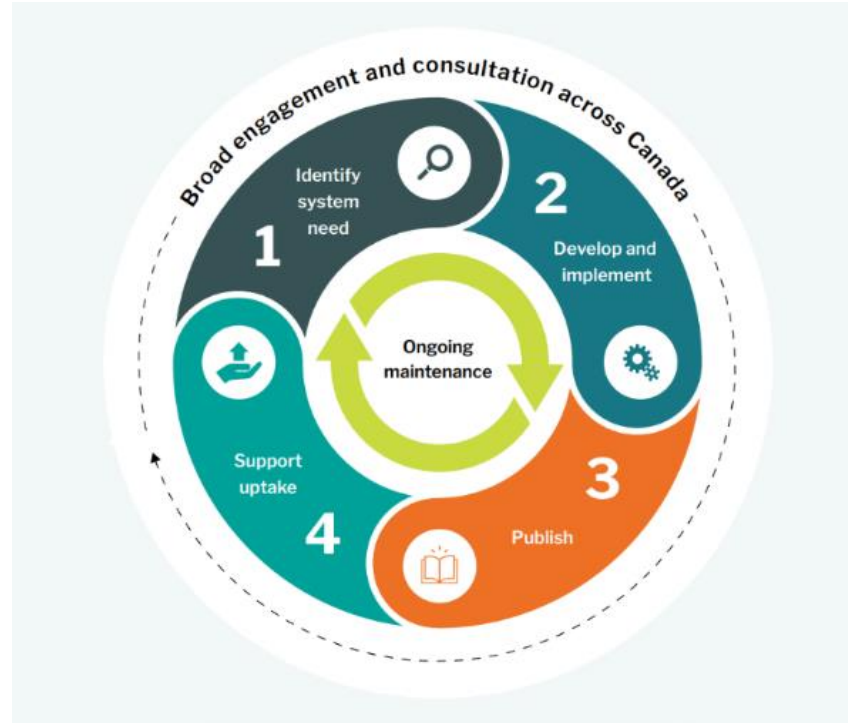 Broad engagement and consultation across Canada
1
Identify
system
need
2
Develop and
implement
3
Publish
4
Support
uptake
Ongoing
maintenance